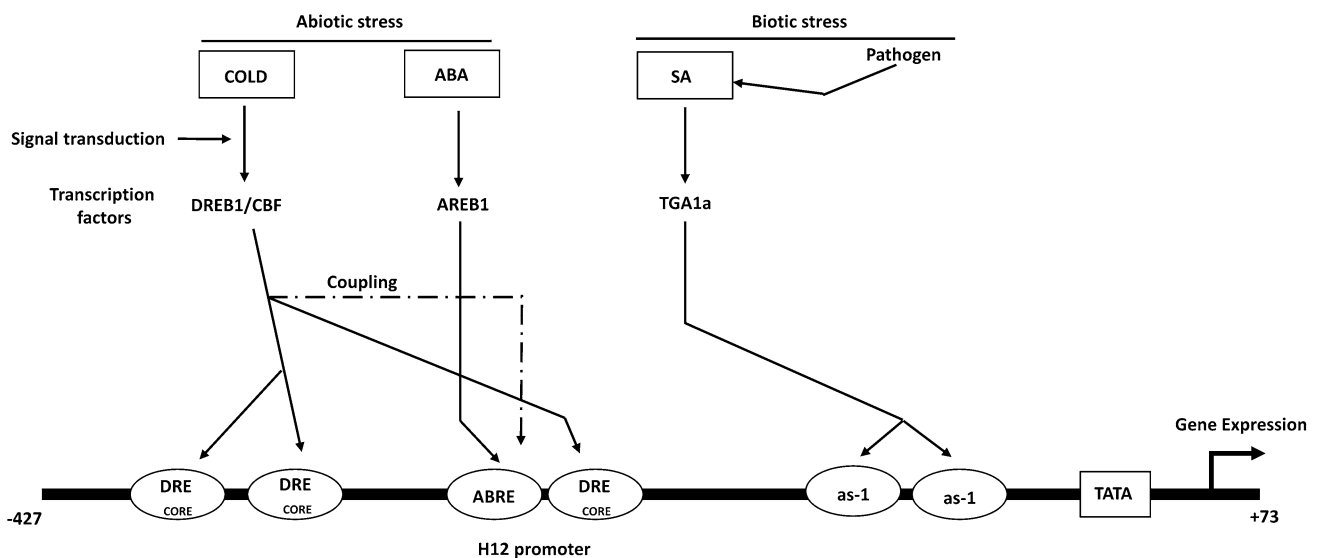 Abiotic stress
Biotic stress
COLD
ABA
SA
Pathogen
Signal transduction
Transcription
factors
DREB1/CBF
AREB1
TGA1a
Coupling
Gene Expression
DRE
CORE
DRE
CORE
ABRE
DRE
CORE
as-1
as-1
TATA
-427
+73
H12 promoter